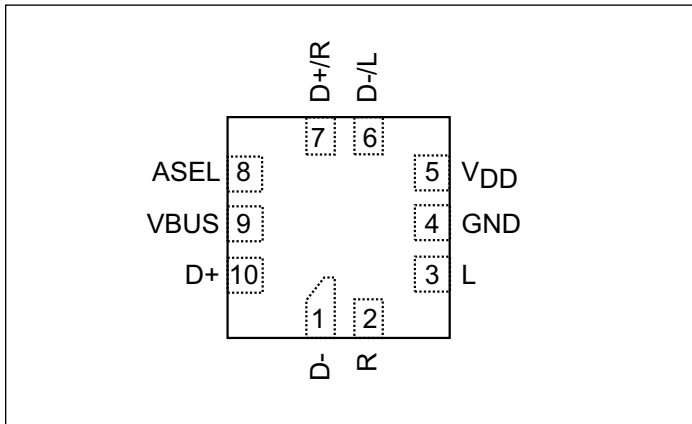 D+/R
D-/L
7
6
ASEL 8
5 VDD
VBUS 9
4 GND
D+ 10
3 L
1
2
D-
R